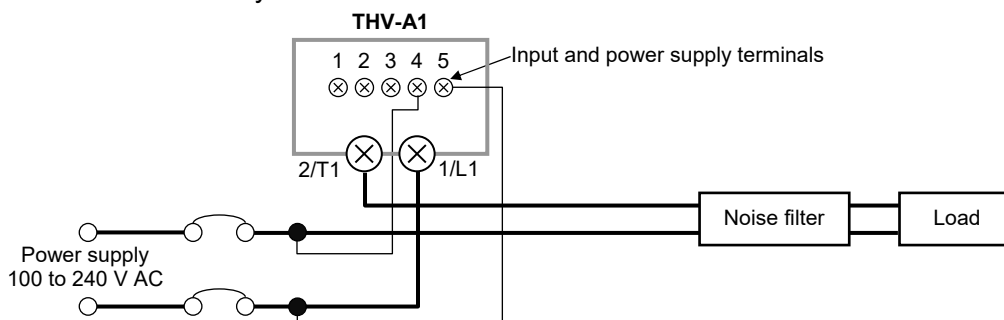 THV-A1
1 2 3 4 5
Input and power supply terminals
2/T1
1/L1
Noise filter
Load
Power supply
100 to 240 V AC